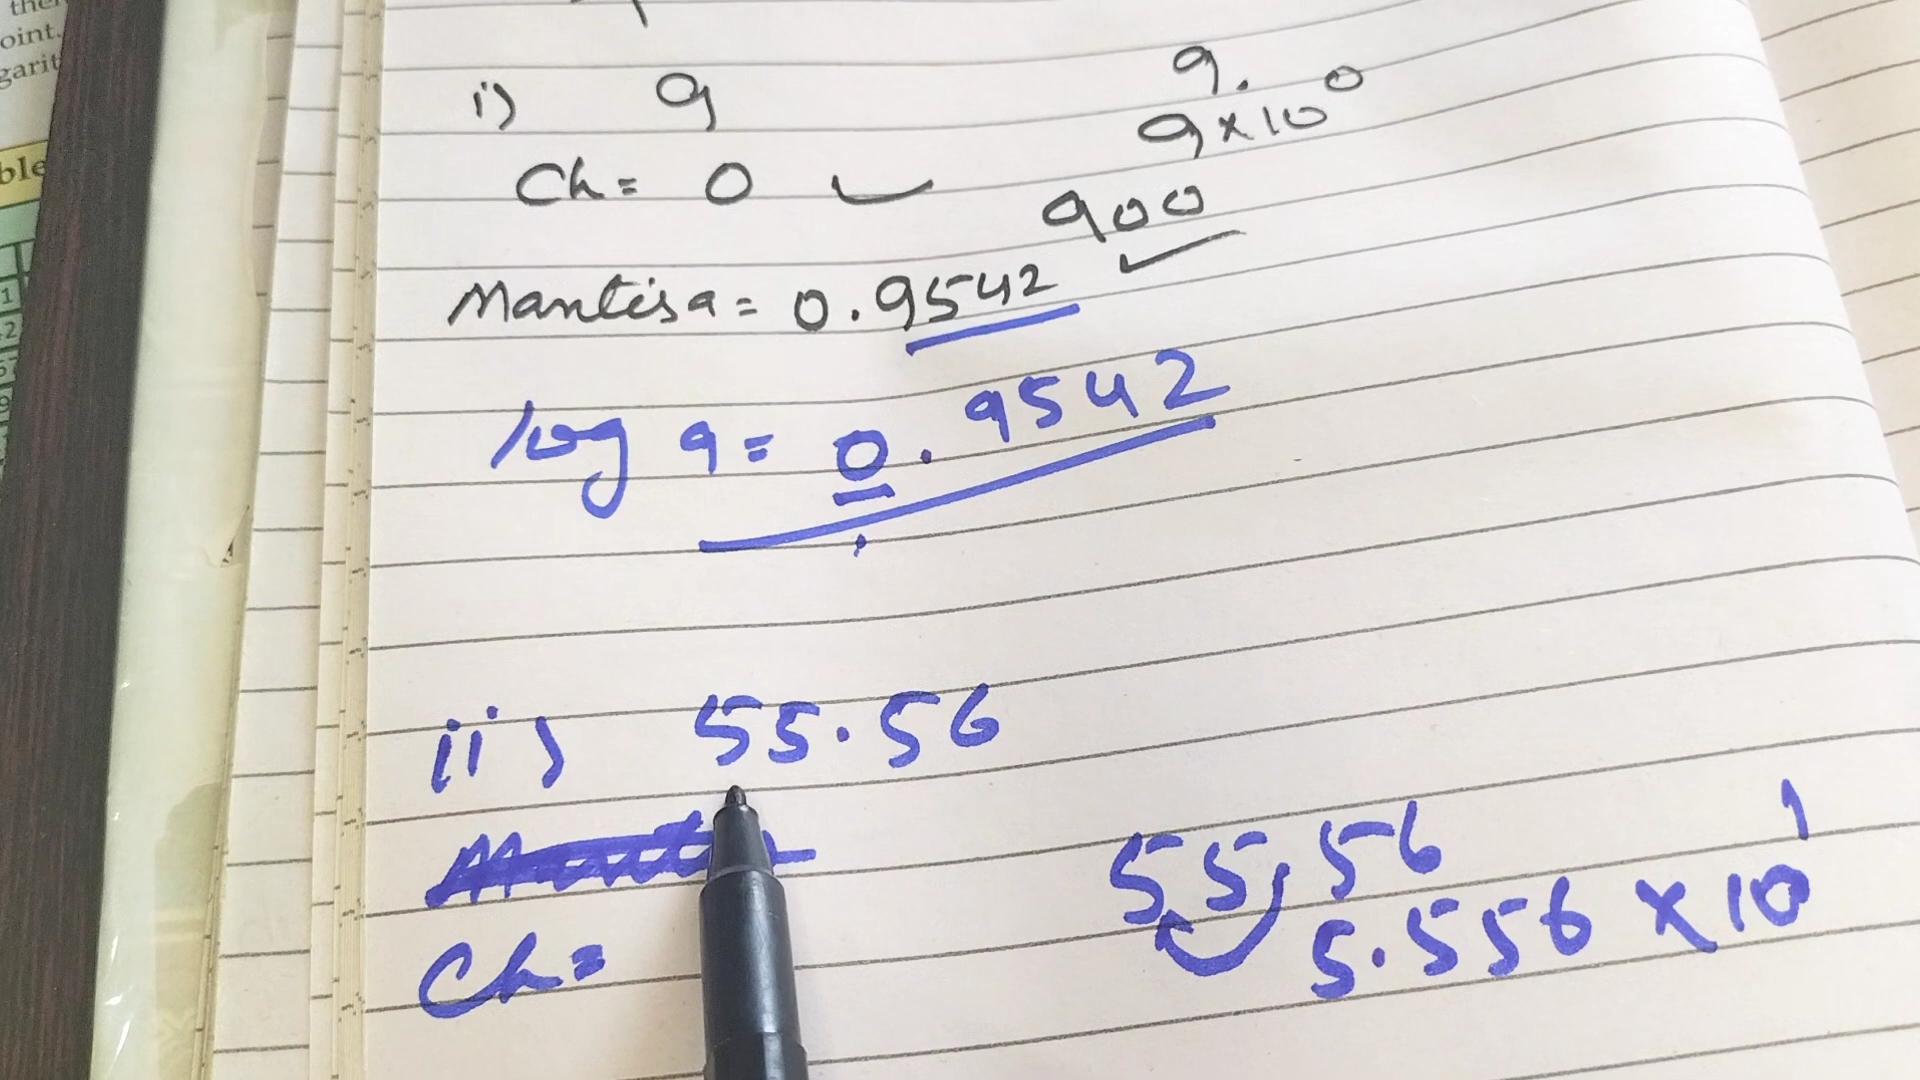 the
oint.
garit
ble
i) 9
9.
9×10⁰
Ch = 0
900
Mantisa = 0.9542
log 9 = 0.9542
ii) 55.56
Ch =
55.56
5.556 × 10¹